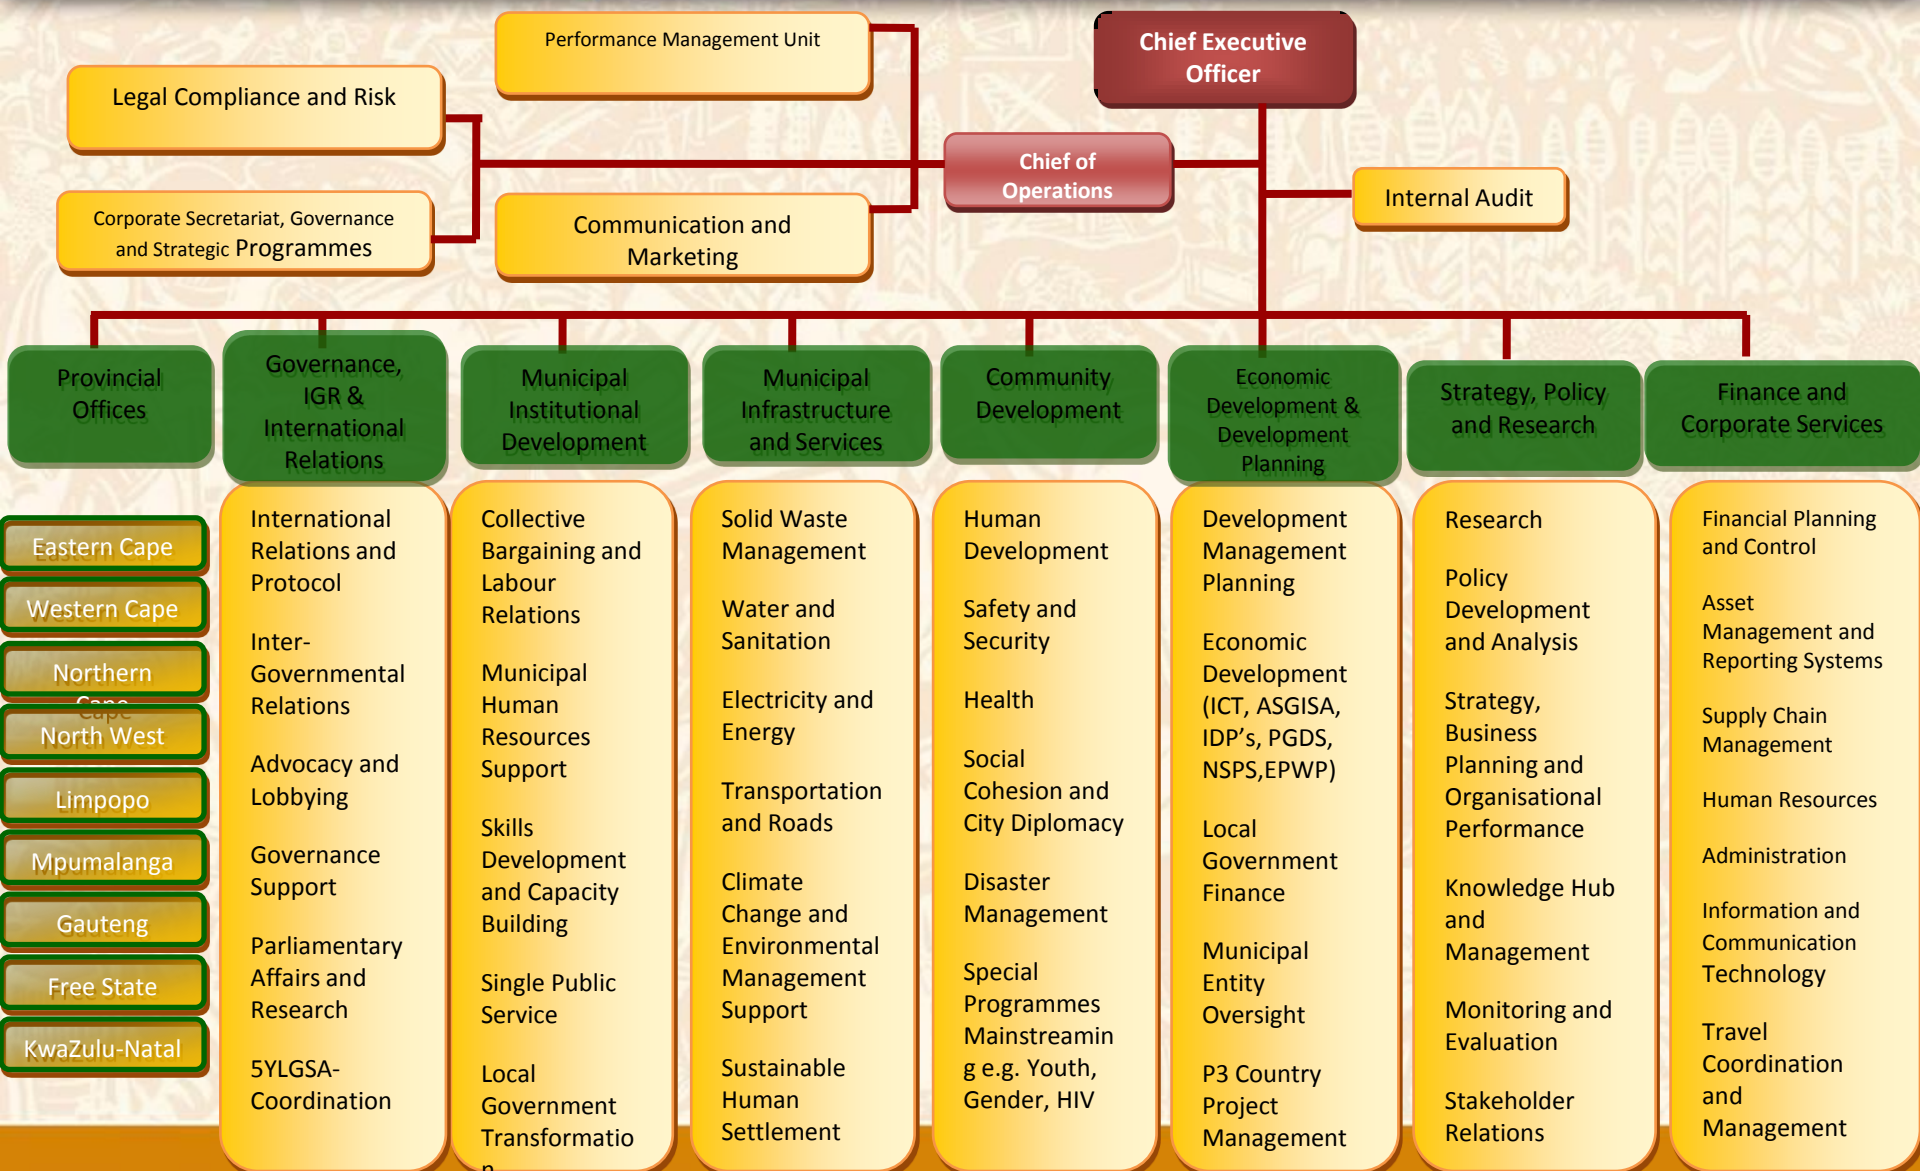 Performance Management Unit
Chief Executive
Officer
Legal Compliance and Risk
Chief of
Operations
Internal Audit
Corporate Secretariat, Governance
and Strategic Programmes
Communication and
Marketing
Provincial
Offices
Governance,
IGR &
International
Relations
Municipal
Institutional
Development
Municipal
Infrastructure
and Services
Community
Development
Economic
Development &
Development
Planning
Strategy, Policy
and Research
Finance and
Corporate Services
Eastern Cape
Western Cape
Northern
Cape
North West
Limpopo
Mpumalanga
Gauteng
Free State
KwaZulu-Natal
International
Relations and
Protocol
Inter-
Governmental
Relations
Advocacy and
Lobbying
Governance
Support
Parliamentary
Affairs and
Research
5YLGSA-
Coordination
Collective
Bargaining and
Labour
Relations
Municipal
Human
Resources
Support
Skills
Development
and Capacity
Building
Single Public
Service
Local
Government
Transformatio
n
Solid Waste
Management
Water and
Sanitation
Electricity and
Energy
Transportation
and Roads
Climate
Change and
Environmental
Management
Support
Sustainable
Human
Settlement
Human
Development
Safety and
Security
Health
Social
Cohesion and
City Diplomacy
Disaster
Management
Special
Programmes
Mainstreamin
g e.g. Youth,
Gender, HIV
Development
Management
Planning
Economic
Development
(ICT, ASGISA,
IDP's, PGDS,
NSPS,EPWP)
Local
Government
Finance
Municipal
Entity
Oversight
P3 Country
Project
Management
Research
Policy
Development
and Analysis
Strategy,
Business
Planning and
Organisational
Performance
Knowledge Hub
and
Management
Monitoring and
Evaluation
Stakeholder
Relations
Financial Planning
and Control
Asset
Management and
Reporting Systems
Supply Chain
Management
Human Resources
Administration
Information and
Communication
Technology
Travel
Coordination
and
Management